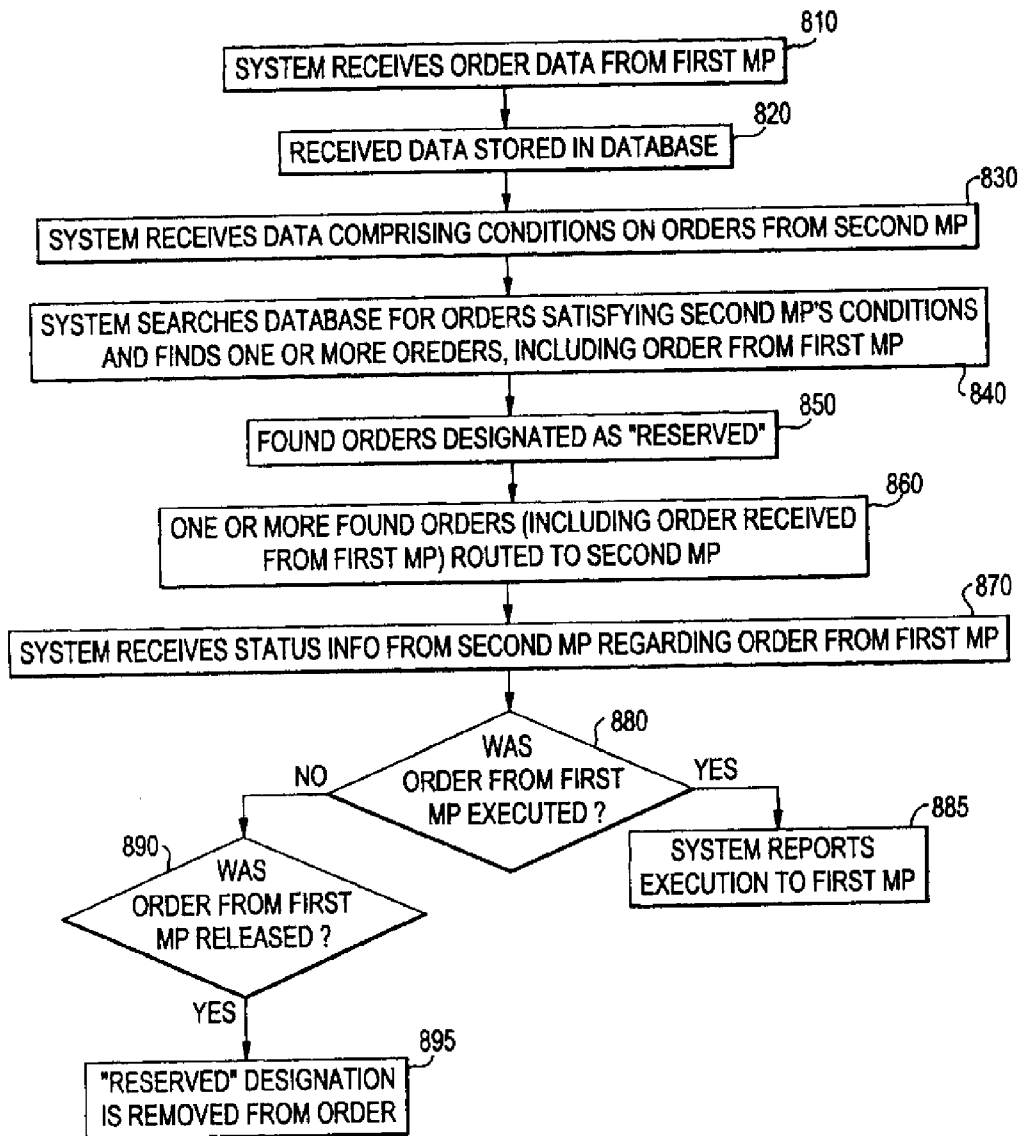 810
SYSTEM RECEIVES ORDER DATA FROM FIRST MP
820
RECEIVED DATA STORED IN DATABASE
830
SYSTEM RECEIVES DATA COMPRISING CONDITIONS ON ORDERS FROM SECOND MP
SYSTEM SEARCHES DATABASE FOR ORDERS SATISFYING SECOND MP'S CONDITIONS
AND FINDS ONE OR MORE OREDERS, INCLUDING ORDER FROM FIRST MP
840
850
FOUND ORDERS DESIGNATED AS "RESERVED"
860
ONE OR MORE FOUND ORDERS (INCLUDING ORDER RECEIVED
FROM FIRST MP) ROUTED TO SECOND MP
870
SYSTEM RECEIVES STATUS INFO FROM SECOND MP REGARDING ORDER FROM FIRST MP
880
WAS
ORDER FROM FIRST
MP EXECUTED ?
NO
YES
885
SYSTEM REPORTS
EXECUTION TO FIRST MP
890
WAS
ORDER FROM FIRST
MP RELEASED ?
YES
895
"RESERVED" DESIGNATION
IS REMOVED FROM ORDER